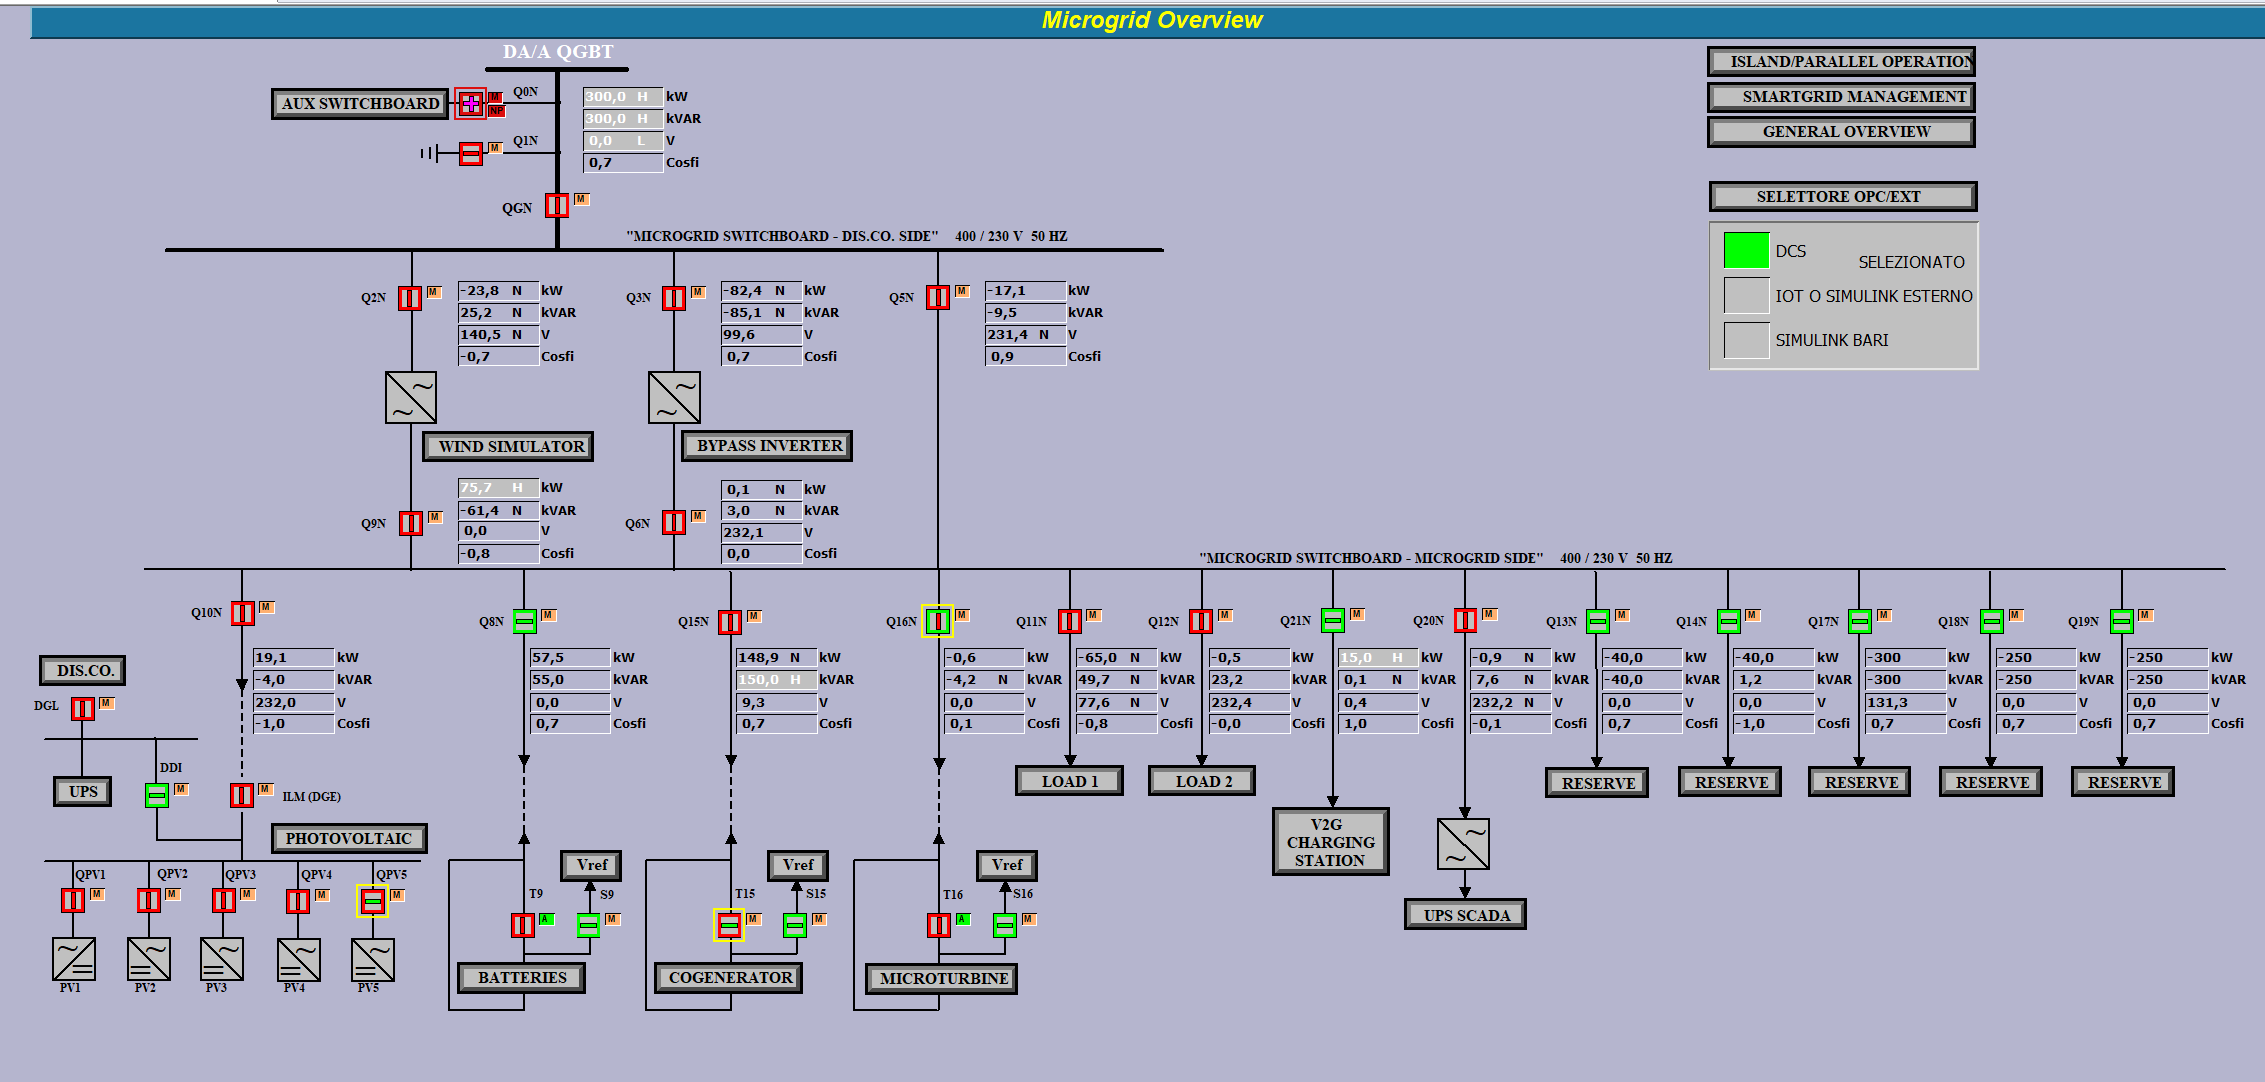 Microgrid Overview
DA/A QGBT
AUX SWITCHBOARD
M
NP
Q0N
300,0 H kW
300,0 H kVAR
0,0 L V
0,7 Cosfi
M
Q1N
QGN
M
ISLAND/PARALLEL OPERATION
SMARTGRID MANAGEMENT
GENERAL OVERVIEW
SELETTORE OPC/EXT
DCS
SELEZIONATO
IOT O SIMULINK ESTERNO
SIMULINK BARI
"MICROGRID SWITCHBOARD - DIS.CO. SIDE" 400 / 230 V 50 HZ
Q2N
M
-23,8 N kW
25,2 N kVAR
140,5 N V
-0,7 Cosfi
Q3N
M
-82,4 N kW
-85,1 N kVAR
99,6 V
0,7 Cosfi
Q5N
M
-17,1 kW
-9,5 kVAR
231,4 N V
0,9 Cosfi
WIND SIMULATOR
BYPASS INVERTER
Q9N
M
75,7 H kW
-61,4 N kVAR
0,0 V
-0,8 Cosfi
Q6N
M
0,1 N kW
3,0 N kVAR
232,1 V
0,0 Cosfi
"MICROGRID SWITCHBOARD - MICROGRID SIDE" 400 / 230 V 50 HZ
Q10N
M
19,1 kW
-4,0 kVAR
232,0 V
-1,0 Cosfi
Q8N
M
57,5 kW
55,0 kVAR
0,0 V
0,7 Cosfi
Q15N
M
148,9 N kW
150,0 H kVAR
9,3 V
0,7 Cosfi
Q16N
M
-0,6 kW
-4,2 N kVAR
0,0 V
0,1 Cosfi
Q11N
M
-65,0 N kW
49,7 N kVAR
77,6 N V
-0,8 Cosfi
LOAD 1
Q12N
M
-0,5 kW
23,2 kVAR
232,4 V
-0,0 Cosfi
LOAD 2
Q21N
M
15,0 H kW
0,1 N kVAR
0,4 V
1,0 Cosfi
V2G
CHARGING
STATION
Q20N
M
-0,9 N kW
7,6 N kVAR
232,2 N V
-0,1 Cosfi
UPS SCADA
Q13N
M
-40,0 kW
-40,0 kVAR
0,0 V
0,7 Cosfi
RESERVE
Q14N
M
-40,0 kW
1,2 kVAR
0,0 V
-1,0 Cosfi
RESERVE
Q17N
M
-300 kW
-300 kVAR
131,3 V
0,7 Cosfi
RESERVE
Q18N
M
-250 kW
-250 kVAR
0,0 V
0,7 Cosfi
RESERVE
Q19N
M
-250 kW
-250 kVAR
0,0 V
0,7 Cosfi
RESERVE
DIS.CO.
DGL
M
UPS
DDI
M
M
ILM (DGE)
PHOTOVOLTAIC
QPV1
M
PV1
QPV2
M
PV2
QPV3
M
PV3
QPV4
M
PV4
QPV5
M
PV5
Vref
T9
A
S9
M
BATTERIES
Vref
T15
M
S15
M
COGENERATOR
Vref
T16
A
S16
M
MICROTURBINE